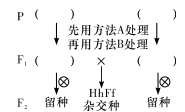 P ( ) ( )
先用方法A处理
再用方法B处理
F₁ ( ) × ( )
⊗ HhFf ⊗
F₂ 留种 杂交种 留种